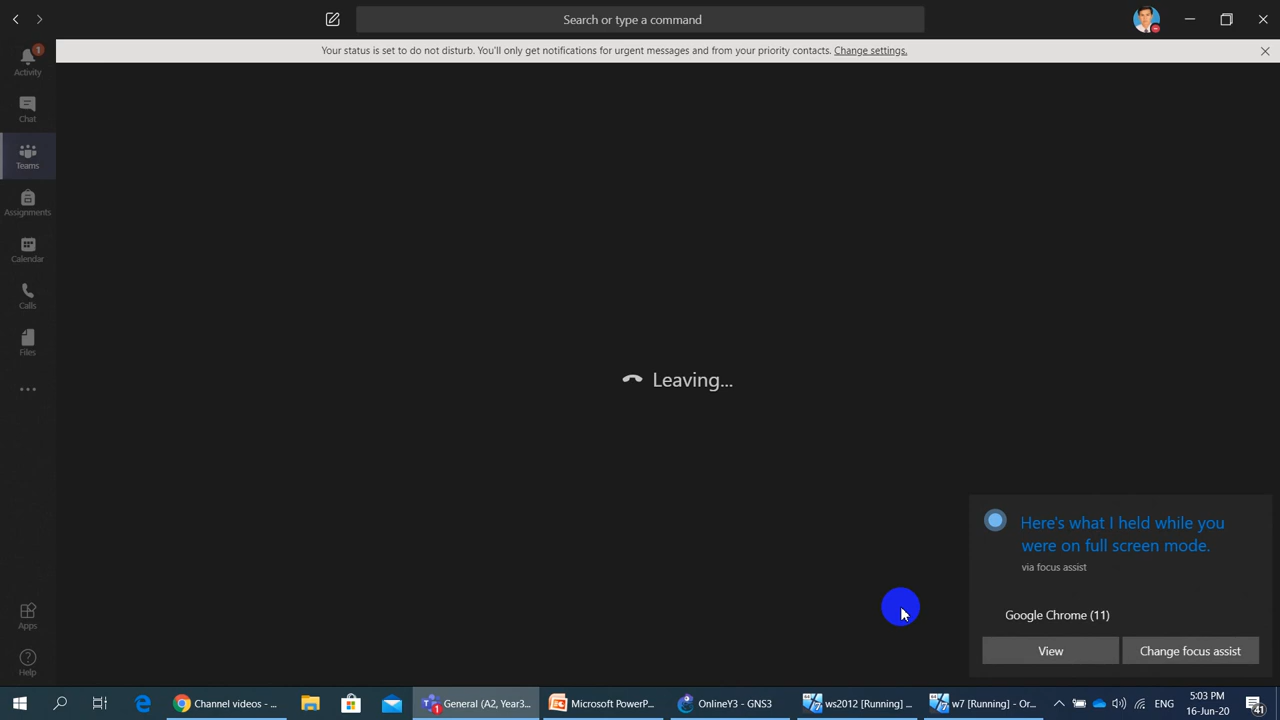 Search or type a command
Your status is set to do not disturb. You'll only get notifications for urgent messages and from your priority contacts. Change settings.
1
Activity
Chat
Teams
Assignments
Calendar
Calls
Files
Leaving...
Here's what I held while you
were on full screen mode.
via focus assist
Google Chrome (11)
View
Change focus assist
Apps
Help
Channel videos - ...
1
General (A2, Year3...
Microsoft PowerP...
OnlineY3 - GNS3
ws2012 [Running] ...
w7 [Running] - Or...
ENG
5:03 PM
16-Jun-20
41